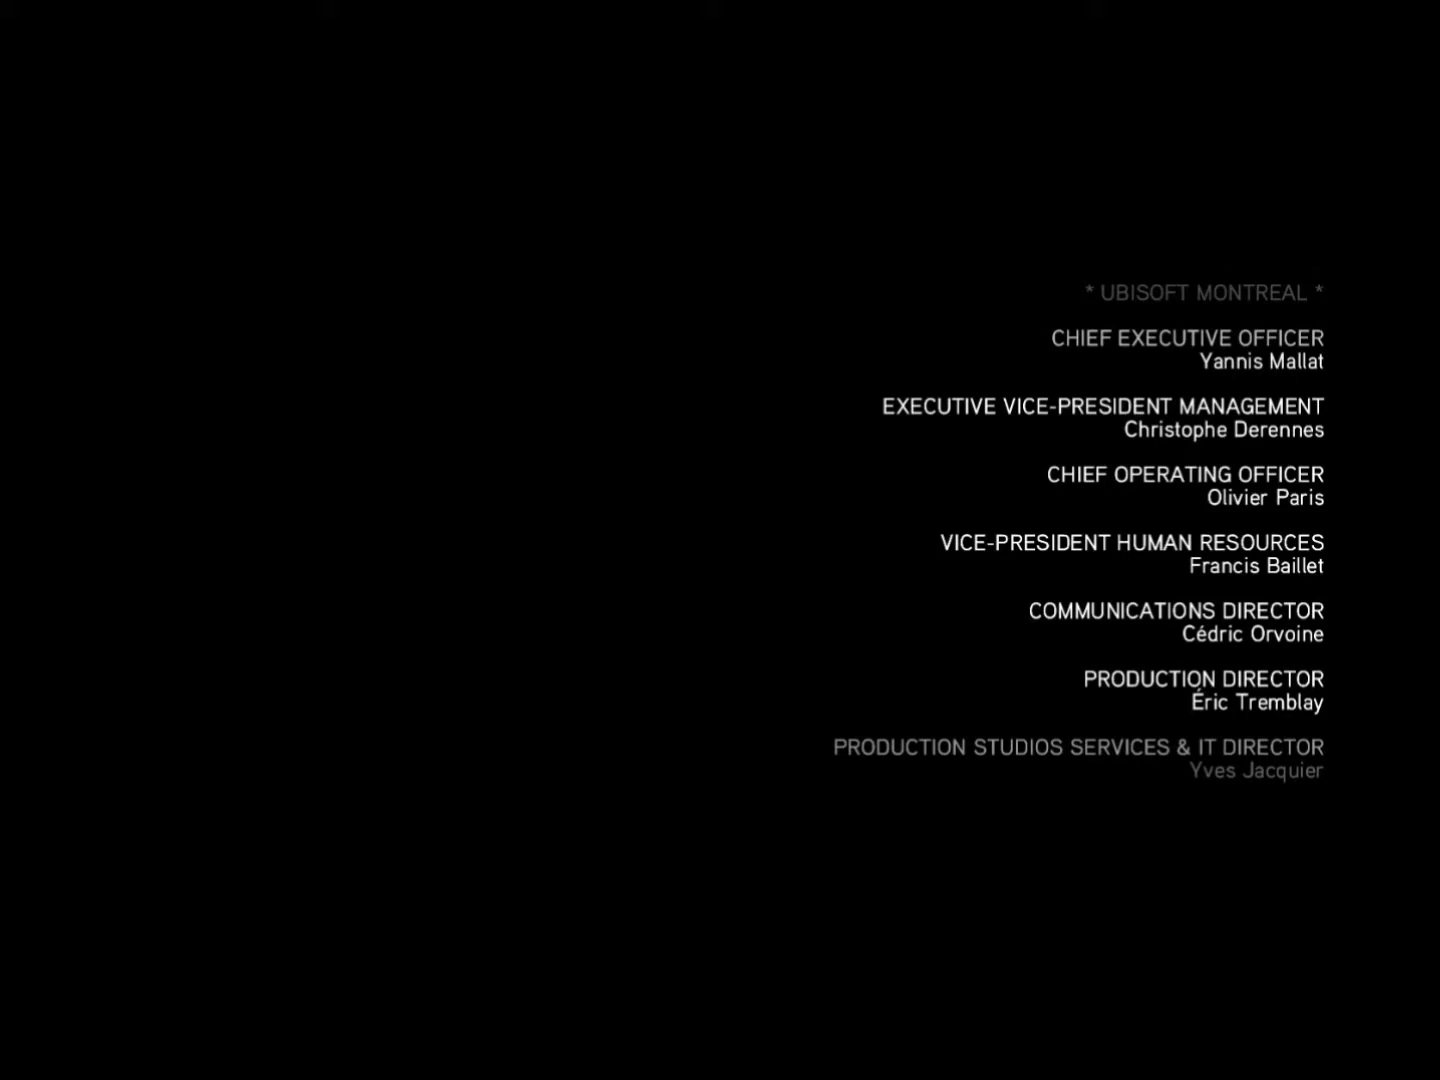 * UBISOFT MONTREAL *
CHIEF EXECUTIVE OFFICER
Yannis Mallat
EXECUTIVE VICE-PRESIDENT MANAGEMENT
Christophe Derennes
CHIEF OPERATING OFFICER
Olivier Paris
VICE-PRESIDENT HUMAN RESOURCES
Francis Baillet
COMMUNICATIONS DIRECTOR
Cédric Orvoine
PRODUCTION DIRECTOR
Éric Tremblay
PRODUCTION STUDIOS SERVICES & IT DIRECTOR
Yves Jacquier